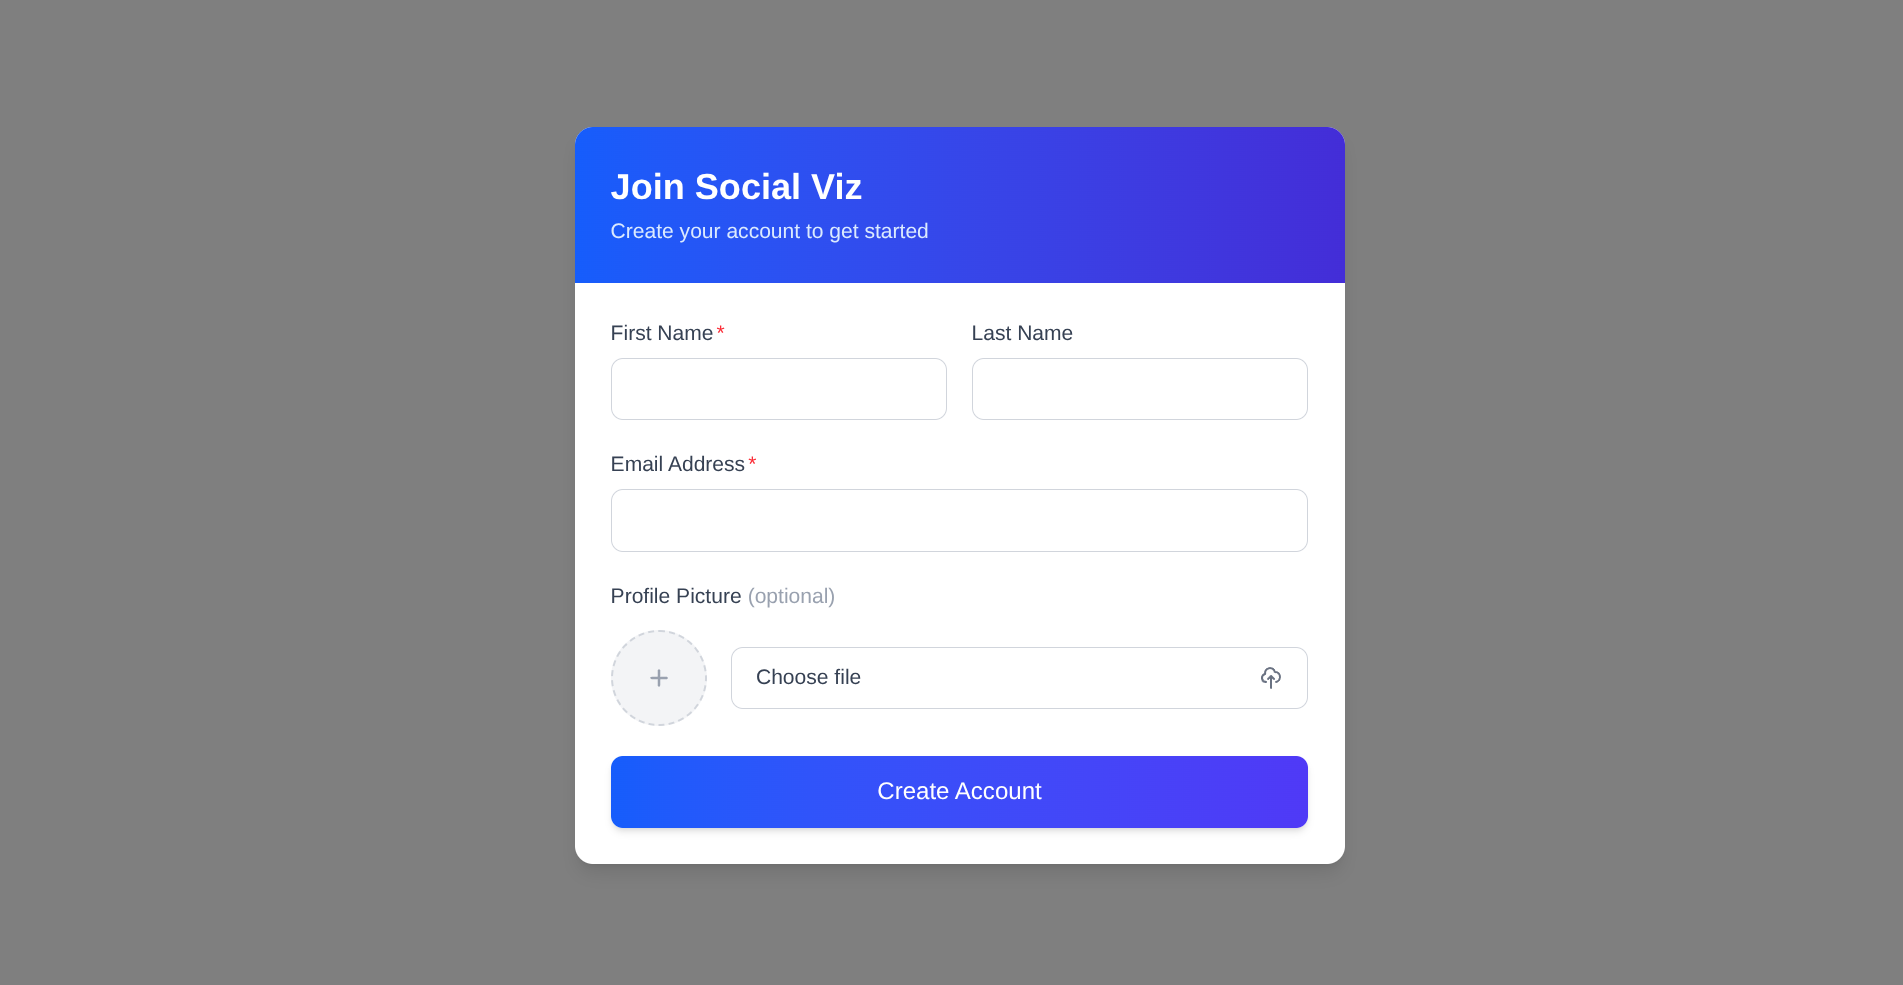 Join Social Viz
Create your account to get started
First Name*
Last Name
Email Address*
Profile Picture (optional)
Choose file
Create Account